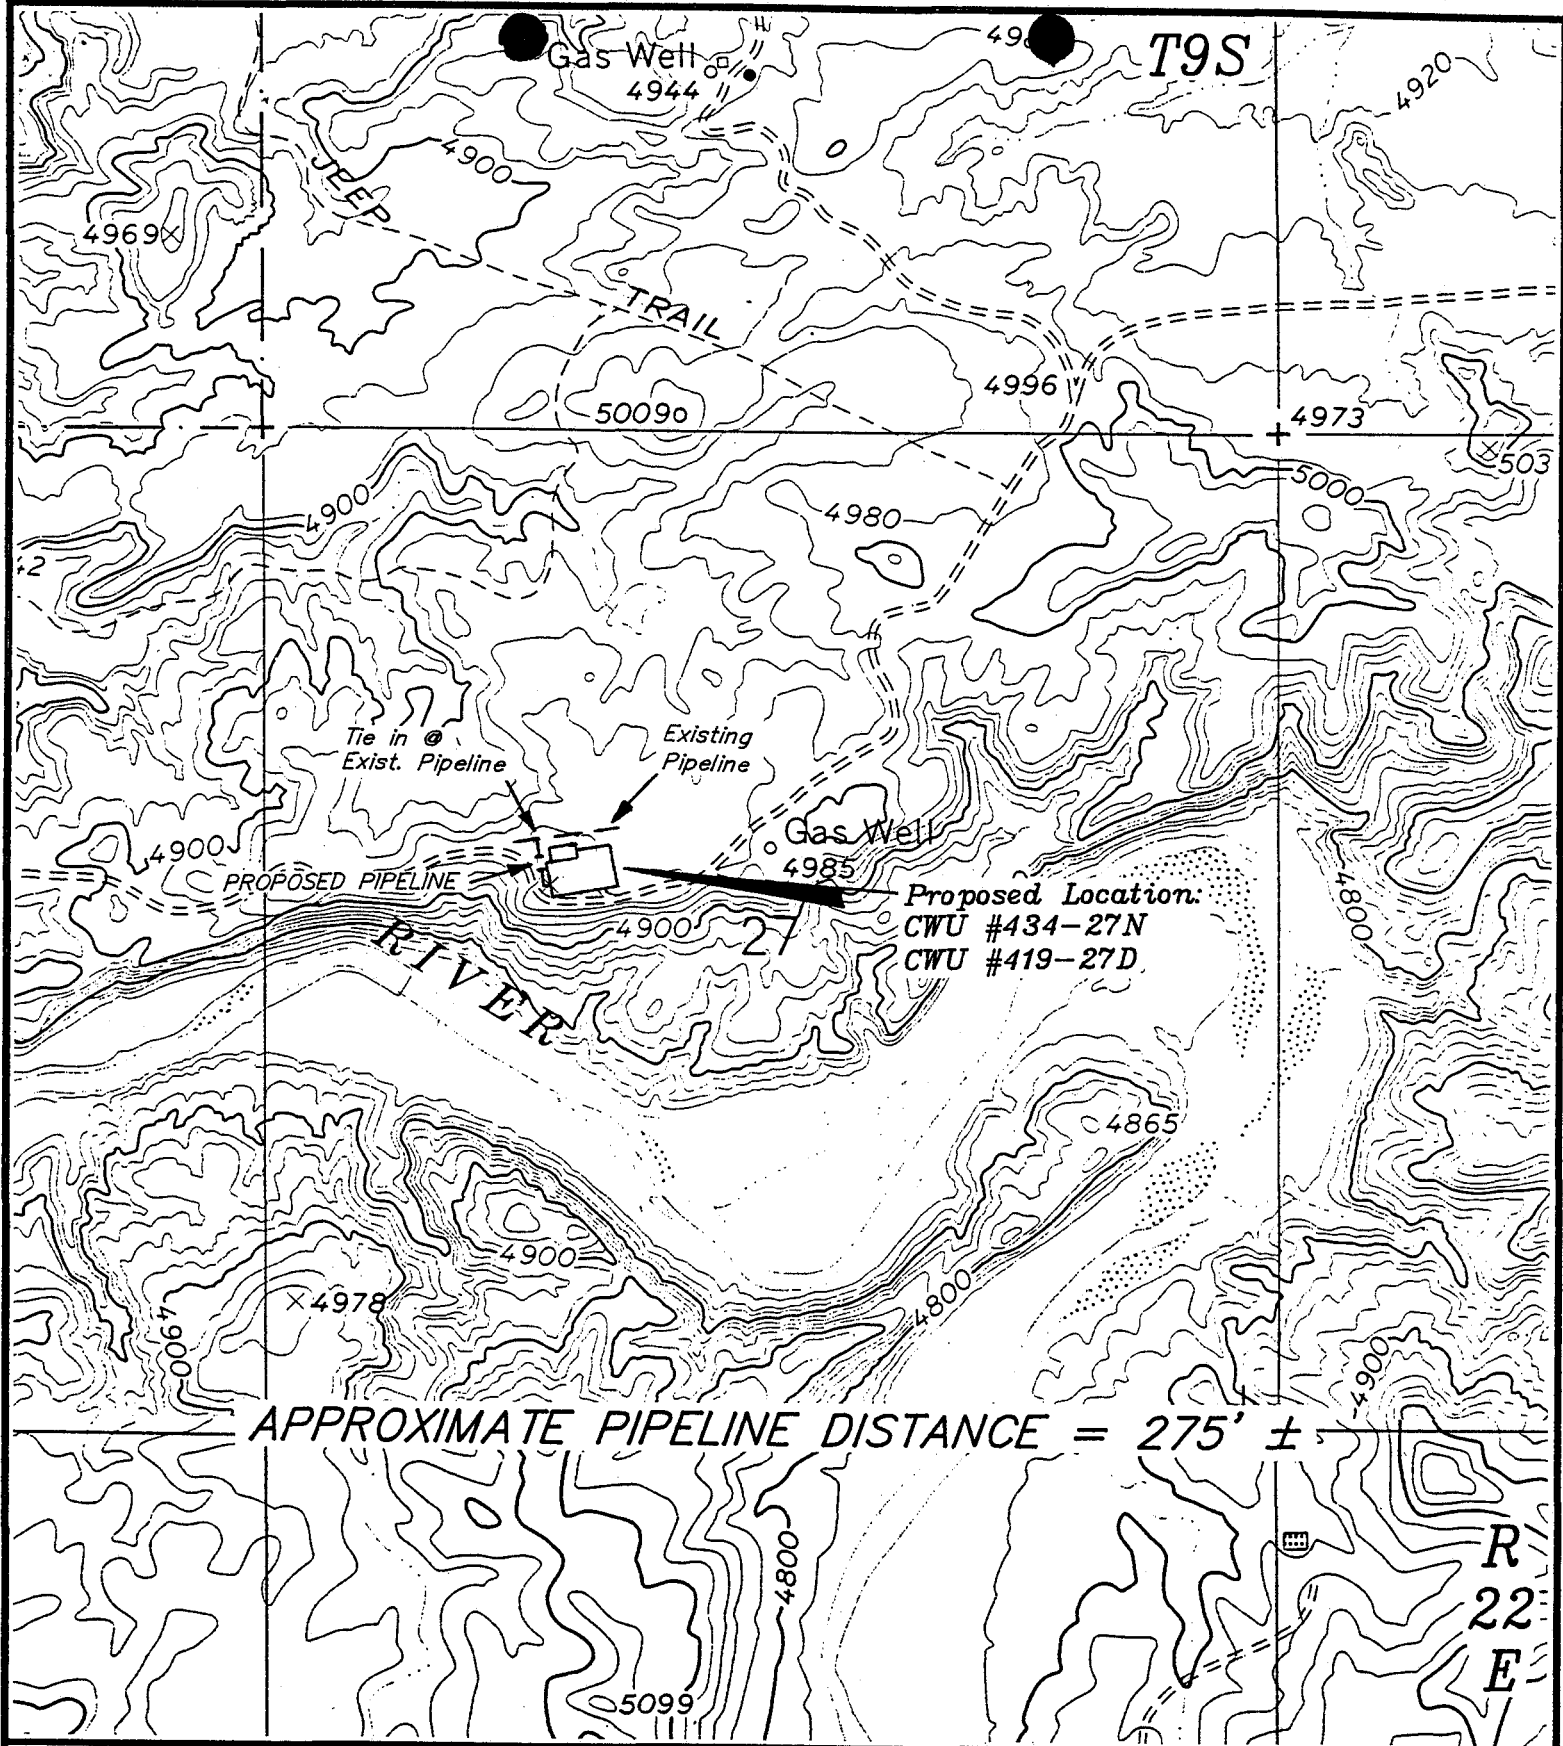 T9S
Gas Well
4944
4920
4900
JEEP
4969
TRAIL
4996
5009
4973
503
5000
4900
4980
42
Tie in @
Exist. Pipeline
Existing
Pipeline
Gas Well
4985
4900
PROPOSED PIPELINE
Proposed Location:
CWU #434-27N
CWU #419-27D
4800
4900
27
RIVER
4865
4900
4978
4800
4900
4900
APPROXIMATE PIPELINE DISTANCE = 275' ±
4800
R
22
E
5099